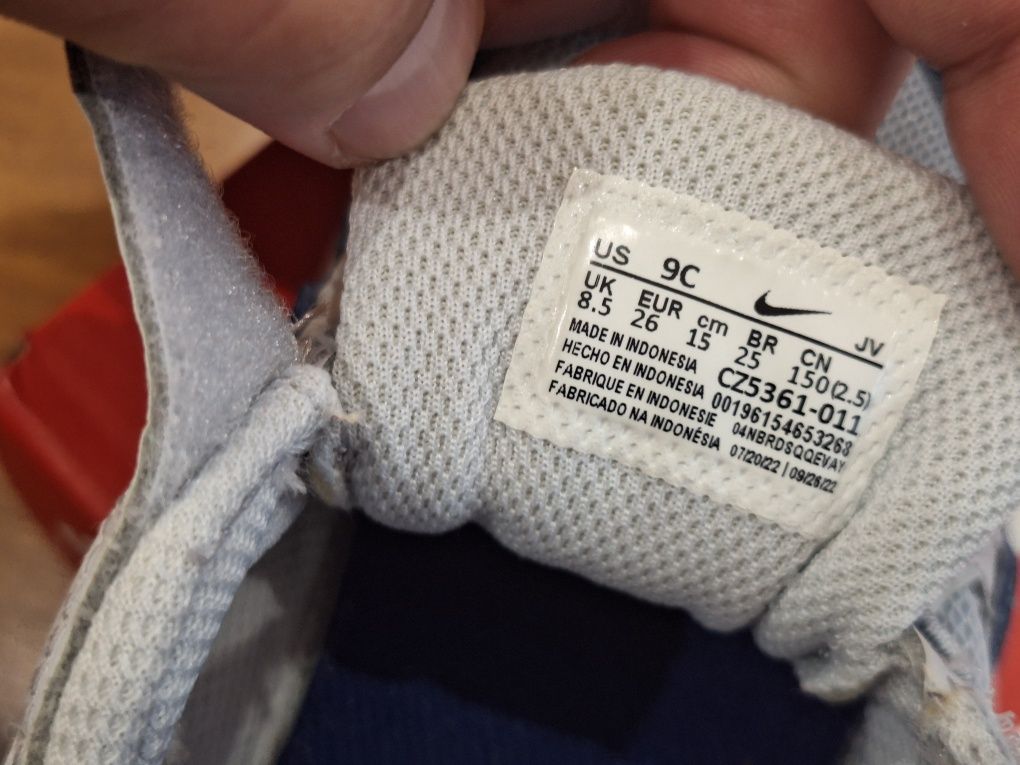 US 9C JV
UK EUR cm BR CN
8.5 26 15 25 150(2.5)
MADE IN INDONESIA CZ5361-011
HECHO EN INDONESIA 00196154653268
FABRIQUE EN INDONESIE 04NBRDSQQEVAY
FABRICADO NA INDONÉSIA 07/20/22 | 09/26/22